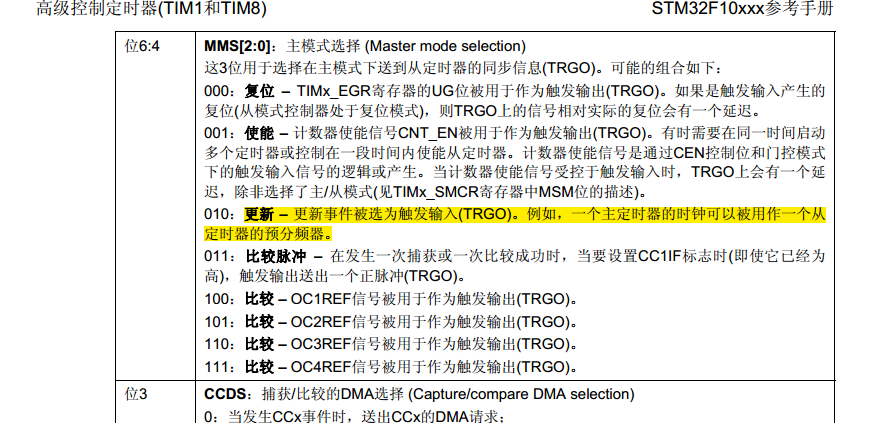 高级控制定时器(TIM1和TIM8)
STM32F10xxx参考手册
位6:4
MMS[2:0]：主模式选择 (Master mode selection)
这3位用于选择在主模式下送到从定时器的同步信息(TRGO)。可能的组合如下：
000：复位 – TIMx_EGR寄存器的UG位被用于作为触发输出(TRGO)。如果是触发输入产生的
复位(从模式控制器处于复位模式)，则TRGO上的信号相对实际的复位会有一个延迟。
001：使能 – 计数器使能信号CNT_EN被用于作为触发输出(TRGO)。有时需要在同一时间启动
多个定时器或控制在一段时间内使能从定时器。计数器使能信号是通过CEN控制位和门控模式
下的触发输入信号的逻辑或产生。当计数器使能信号受控于触发输入时，TRGO上会有一个延
迟，除非选择了主/从模式(见TIMx_SMCR寄存器中MSM位的描述)。
010：更新 – 更新事件被选为触发输入(TRGO)。例如，一个主定时器的时钟可以被用作一个从
定时器的预分频器。
011：比较脉冲 – 在发生一次捕获或一次比较成功时，当要设置CC1IF标志时(即使它已经为
高)，触发输出送出一个正脉冲(TRGO)。
100：比较 – OC1REF信号被用于作为触发输出(TRGO)。
101：比较 – OC2REF信号被用于作为触发输出(TRGO)。
110：比较 – OC3REF信号被用于作为触发输出(TRGO)。
111：比较 – OC4REF信号被用于作为触发输出(TRGO)。
位3
CCDS：捕获/比较的DMA选择 (Capture/compare DMA selection)
0：当发生CCx事件时，送出CCx的DMA请求；